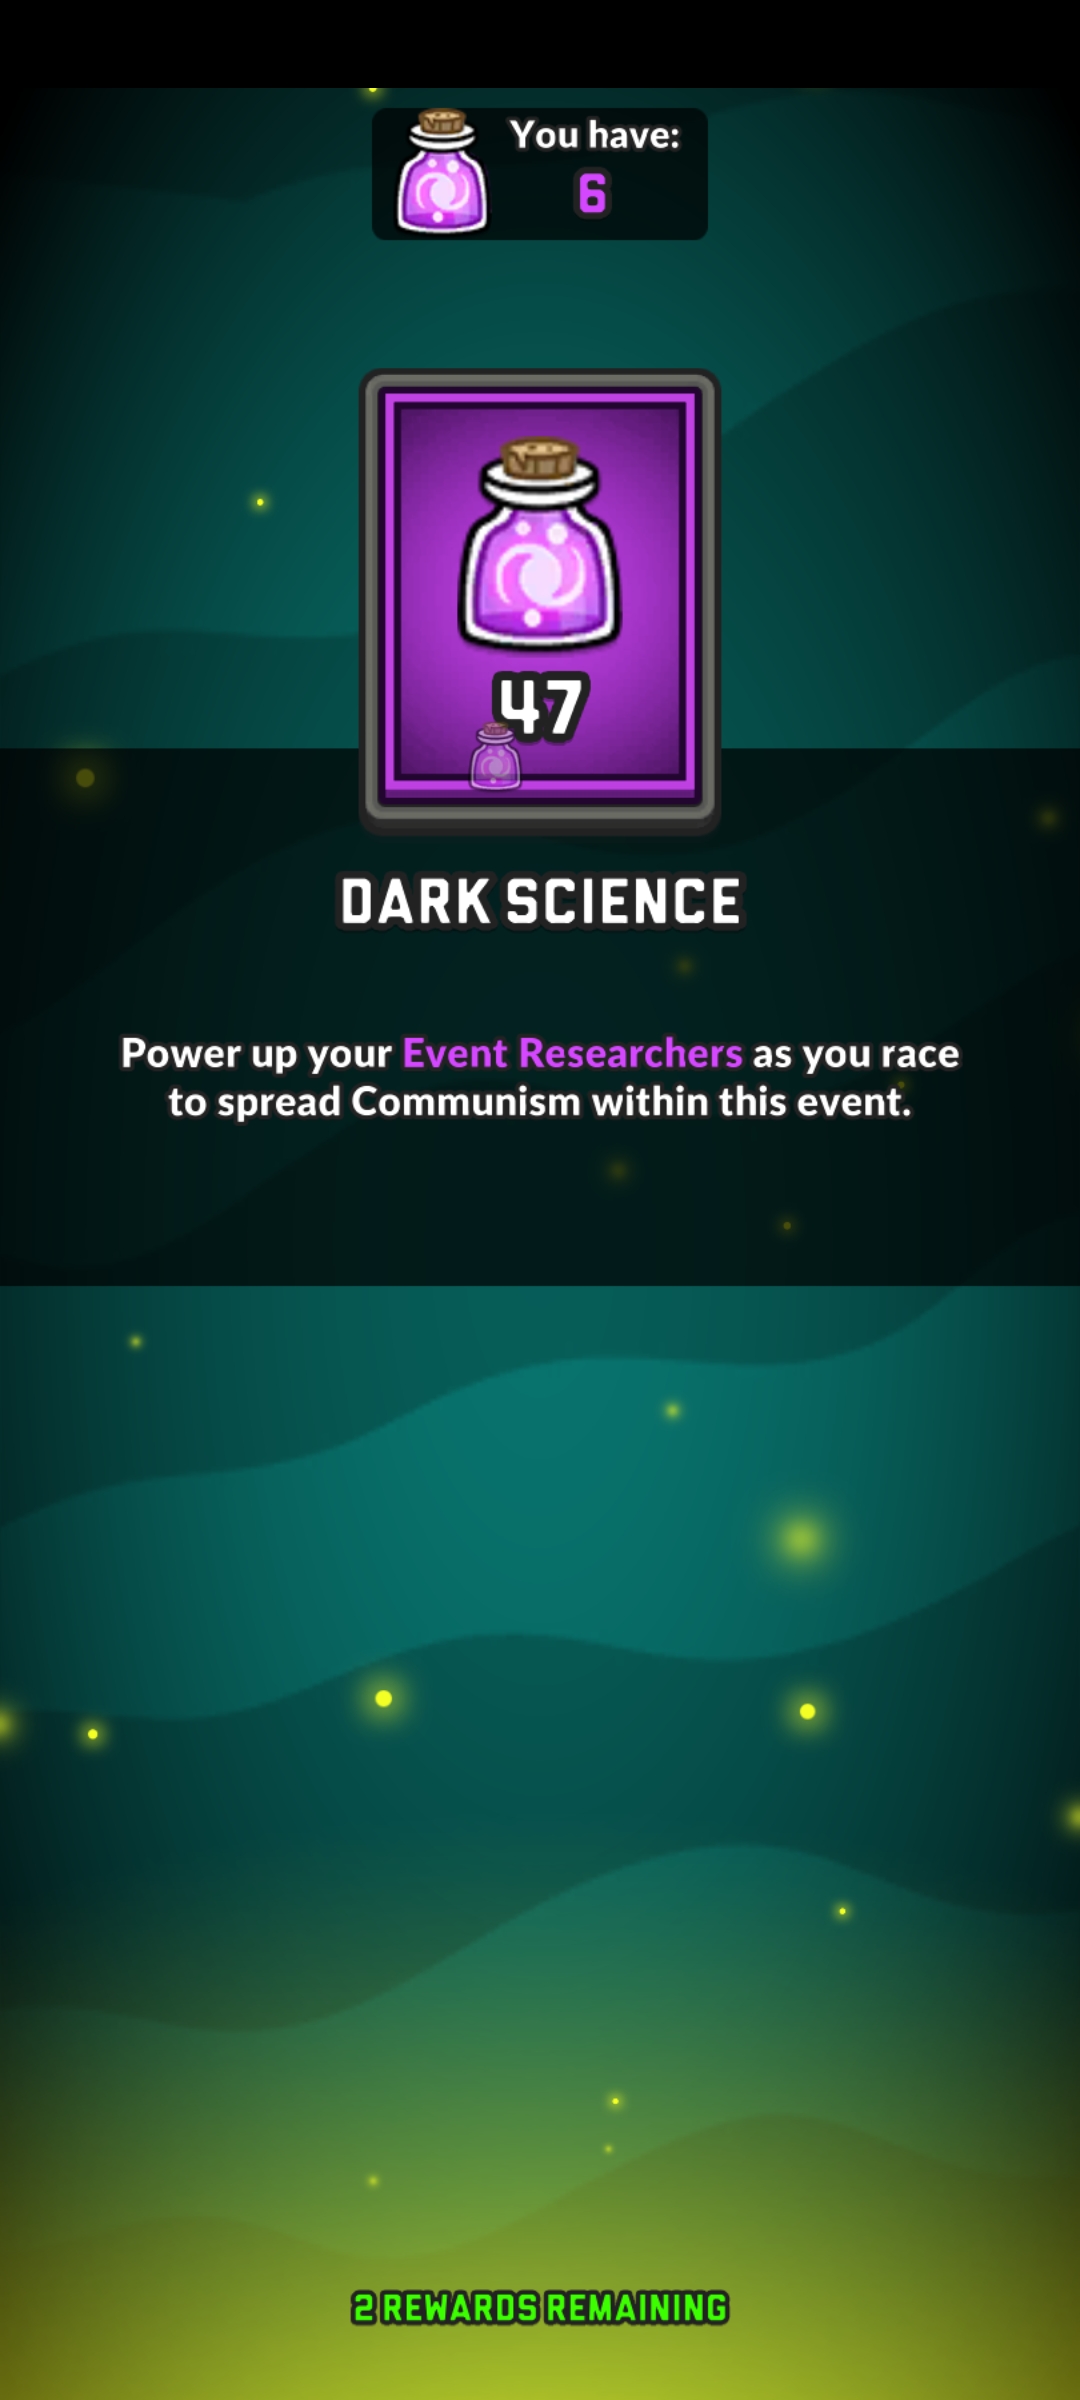 You have:
6
47
DARK SCIENCE
Power up your Event Researchers as you race
to spread Communism within this event.
2 REWARDS REMAINING